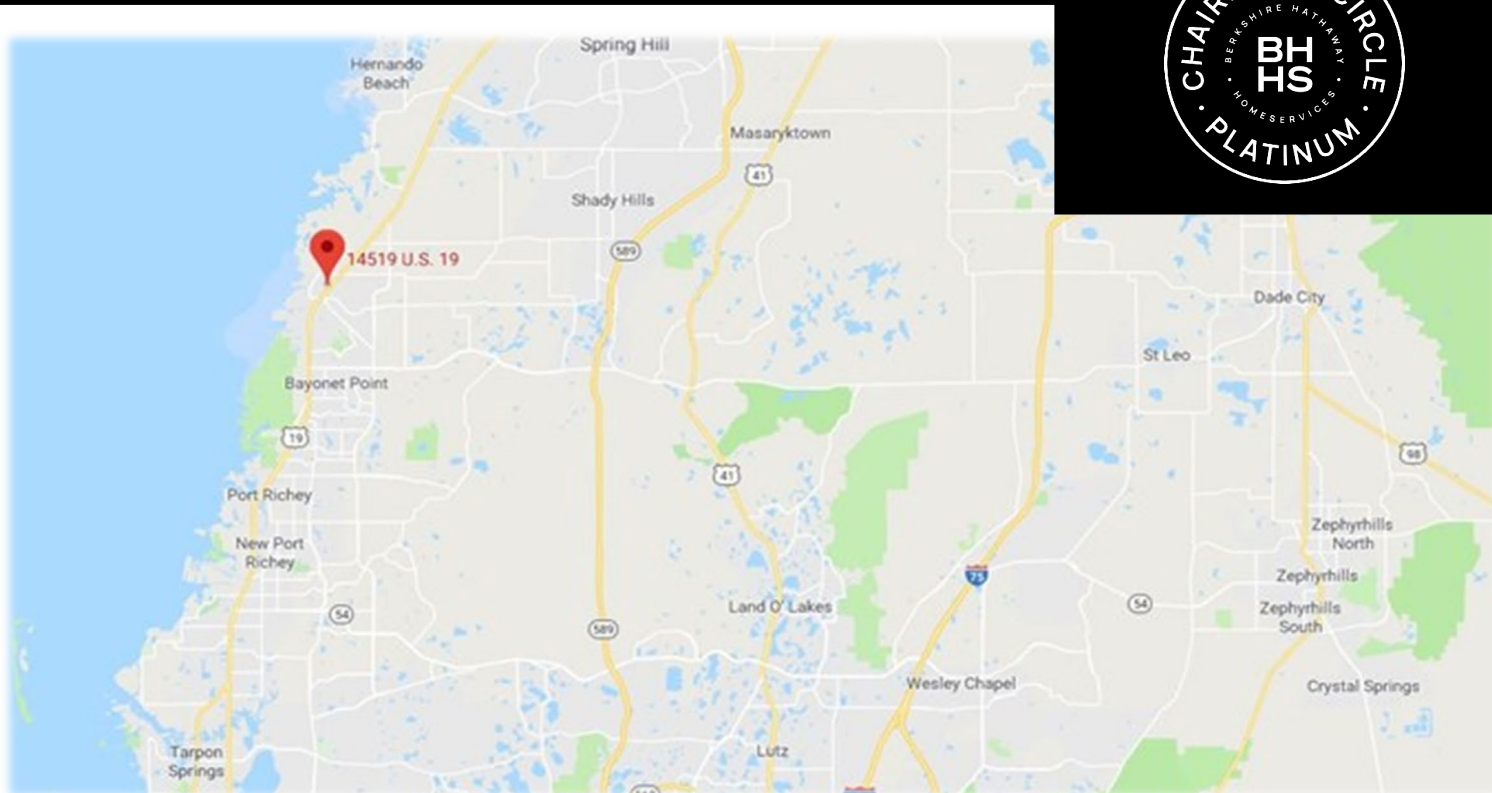 CHAIR
CIRCLE
PLATINUM
BERKSHIRE HATHAWAY
HOMESERVICES
BH
HS
Spring Hill
Hernando
Beach
Masaryktown
41
Shady Hills
589
14519 U.S. 19
Dade City
St Leo
Bayonet Point
19
98
41
Port Richey
New Port
Richey
Zephyrhills
North
75
Zephyrhills
54
Land O' Lakes
54
Zephyrhills
South
589
Wesley Chapel
Crystal Springs
Tarpon
Springs
Lutz